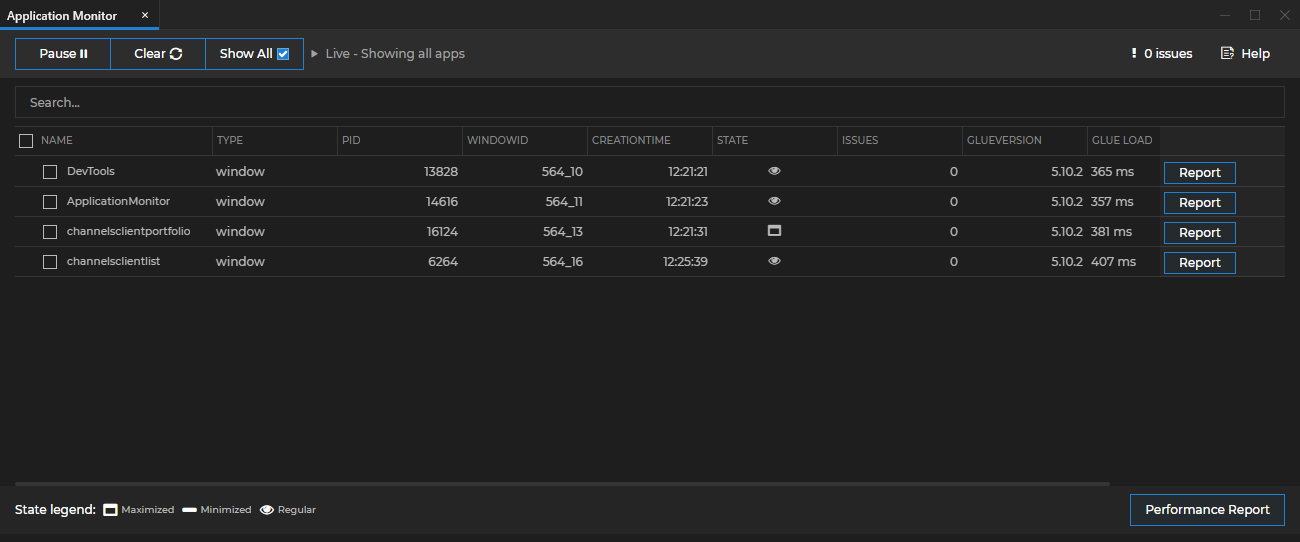 Application Monitor ×
Pause Clear Show All Live - Showing all apps 0 issues Help
Search...
NAME TYPE PID WINDOWID CREATIONTIME STATE ISSUES GLUEVERSION GLUE LOAD
DevTools window 13828 564_10 12:21:21 0 5.10.2 365 ms Report
ApplicationMonitor window 14616 564_11 12:21:23 0 5.10.2 357 ms Report
channelsclientportfolio window 16124 564_13 12:21:31 0 5.10.2 381 ms Report
channelsclientlist window 6264 564_16 12:25:39 0 5.10.2 407 ms Report
State legend: Maximized Minimized Regular Performance Report